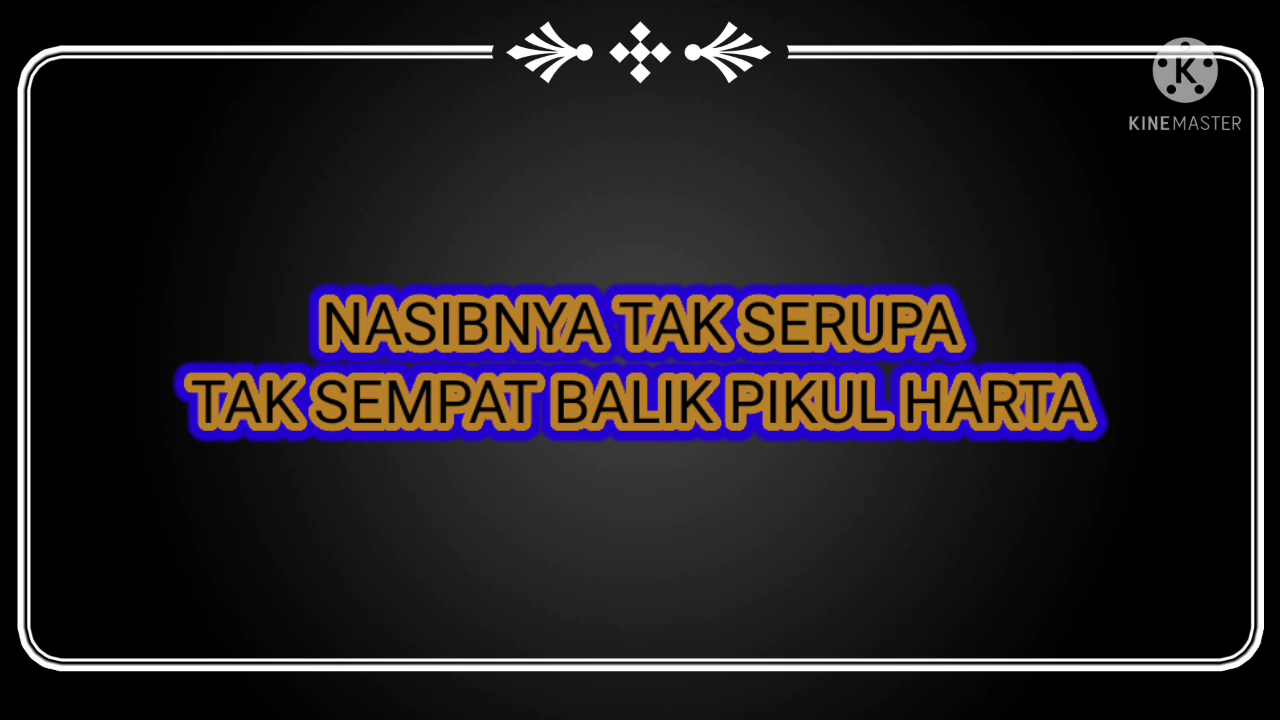 K
KINEMASTER
NASIBNYA TAK SERUPA
TAK SEMPAT BALIK PIKUL HARTA